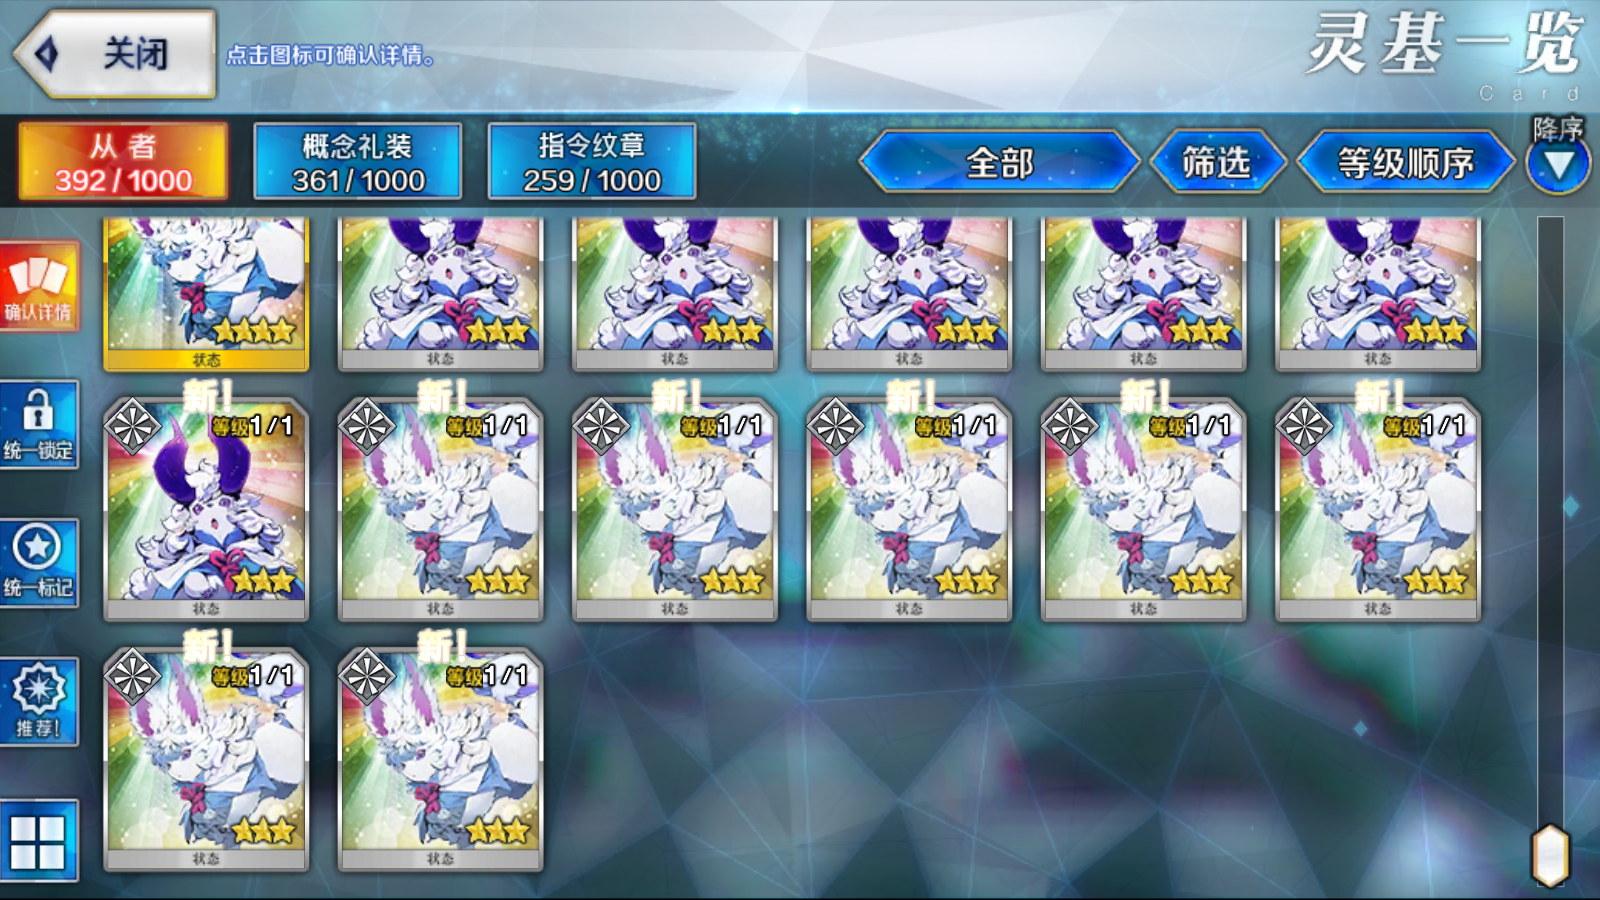 关闭
点击图标可确认详情。
灵基一览
Card
从者
392/1000
概念礼装
361/1000
指令纹章
259/1000
全部
筛选
等级顺序
降序
确认详情
统一锁定
统一标记
推荐!
状态
状态
状态
状态
状态
状态
新!
新!
新!
新!
新!
新!
等级1/1
等级1/1
等级1/1
等级1/1
等级1/1
等级1/1
状态
状态
状态
状态
状态
状态
新!
新!
等级1/1
等级1/1
状态
状态